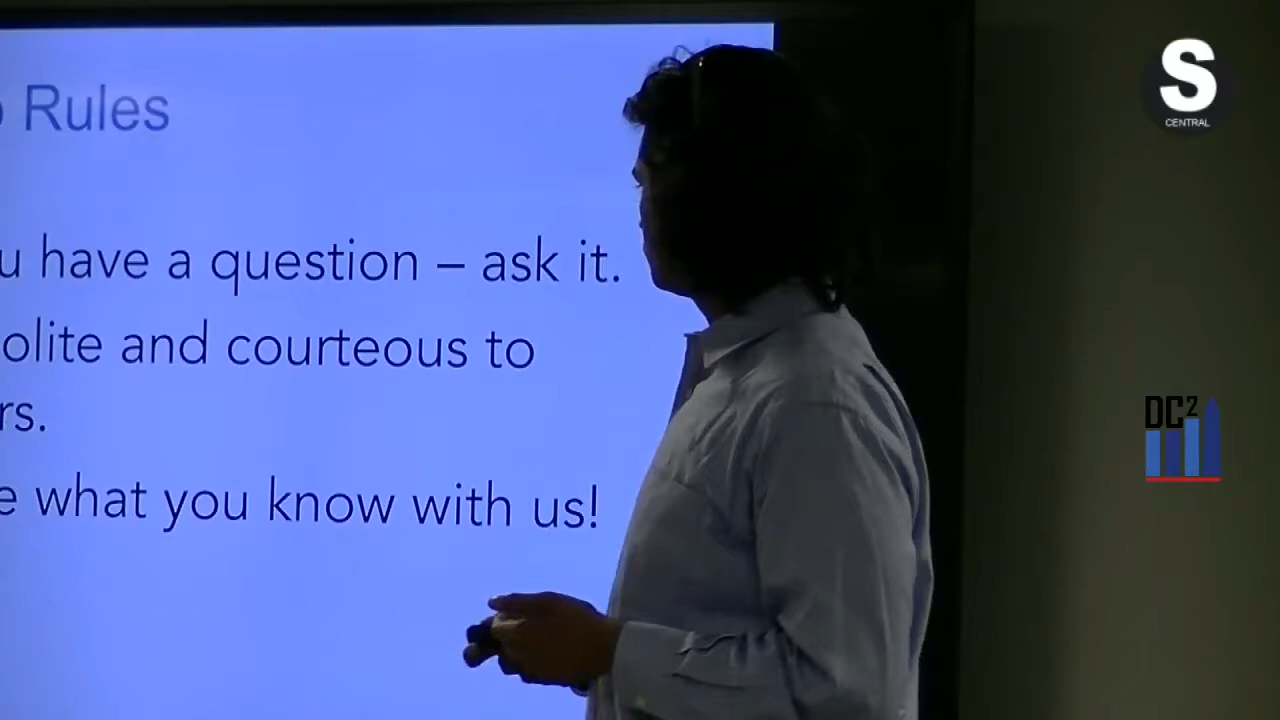 Rules
have a question – ask it.
olite and courteous to
rs.
e what you know with us!
S
CENTRAL
DC²